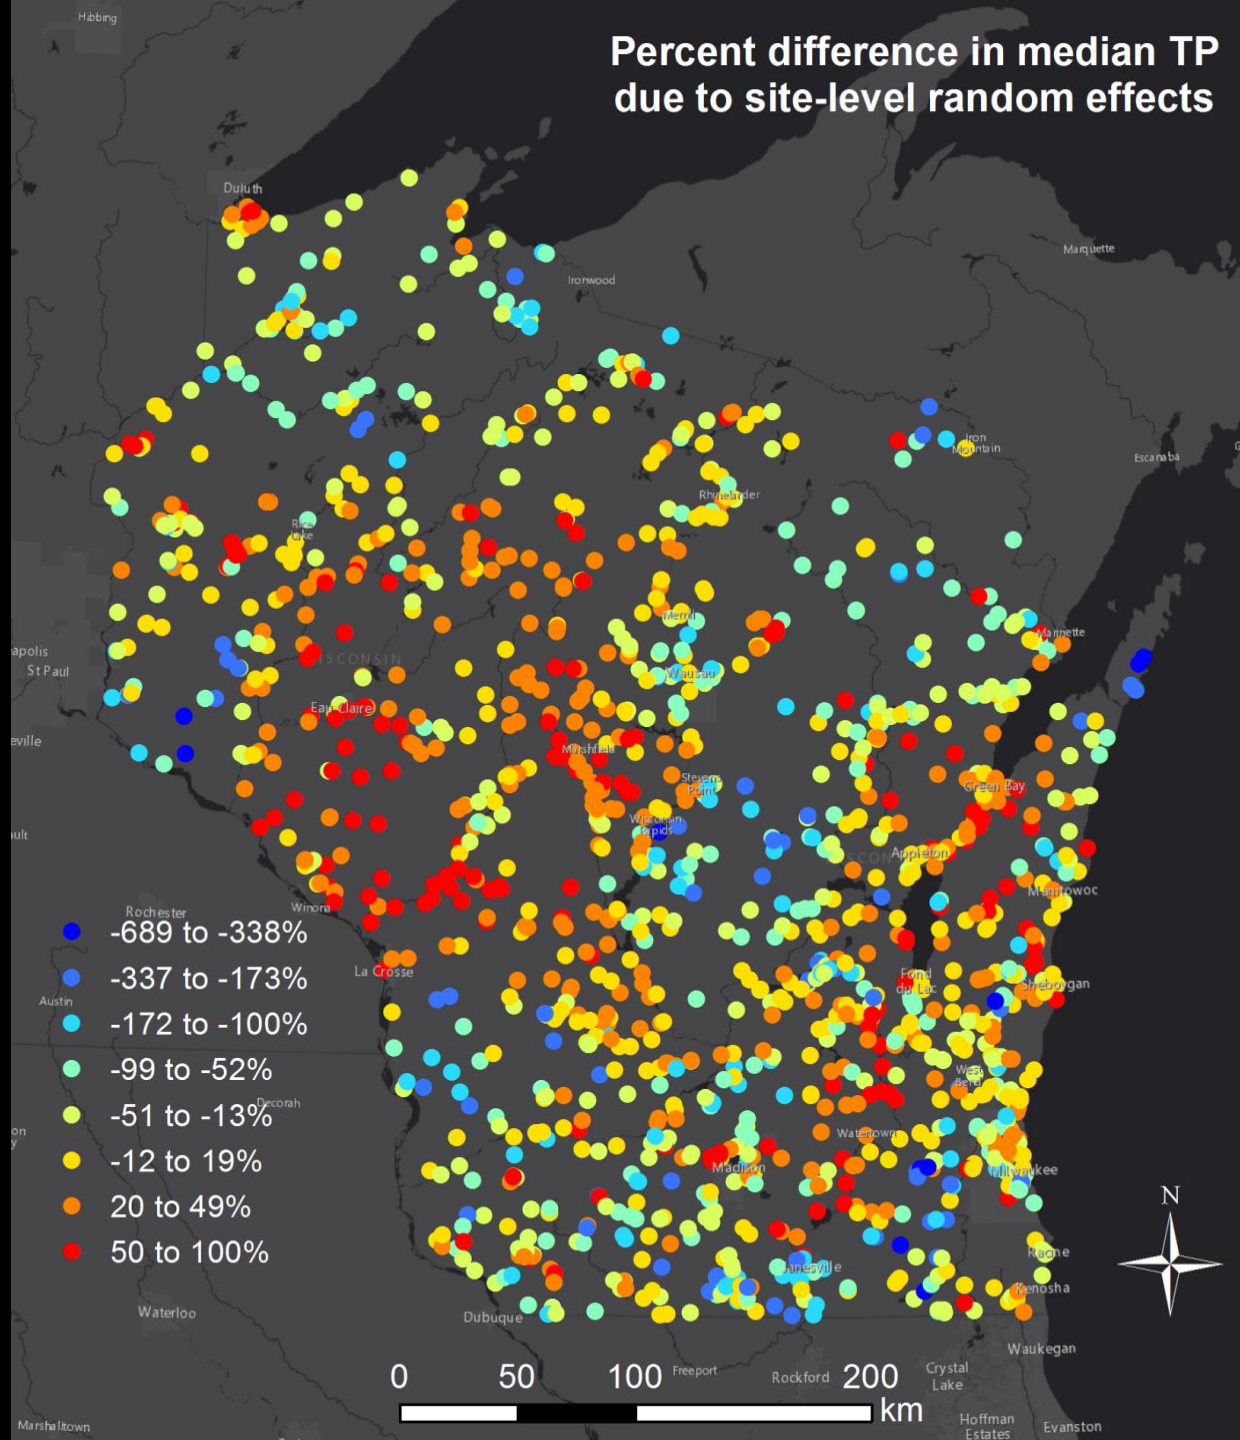 Hibbing
Percent difference in median TP
due to site-level random effects
Duluth
Marquette
Ironwood
Iron
Mountain
Escanaba
Rhinelander
Rice
Lake
Merrill
Marinette
apolis
St Paul
WISCONSIN
Wausau
Eau Claire
eville
Marshfield
Stevens
Point
Green Bay
Wisconsin
Rapids
ault
Appleton
Manitowoc
Winona
Rochester
-689 to -338%
La Crosse
Fond
du Lac
Sheboygan
-337 to -173%
Austin
-172 to -100%
-99 to -52%
West
Bend
Decorah
-51 to -13%
on
y
Watertown
-12 to 19%
Madison
Milwaukee
20 to 49%
N
50 to 100%
Racine
Janesville
Kenosha
Waterloo
Dubuque
Waukegan
0 50 100 200
km
Freeport
Rockford
Crystal
Lake
Marshalltown
Hoffman
Estates
Evanston